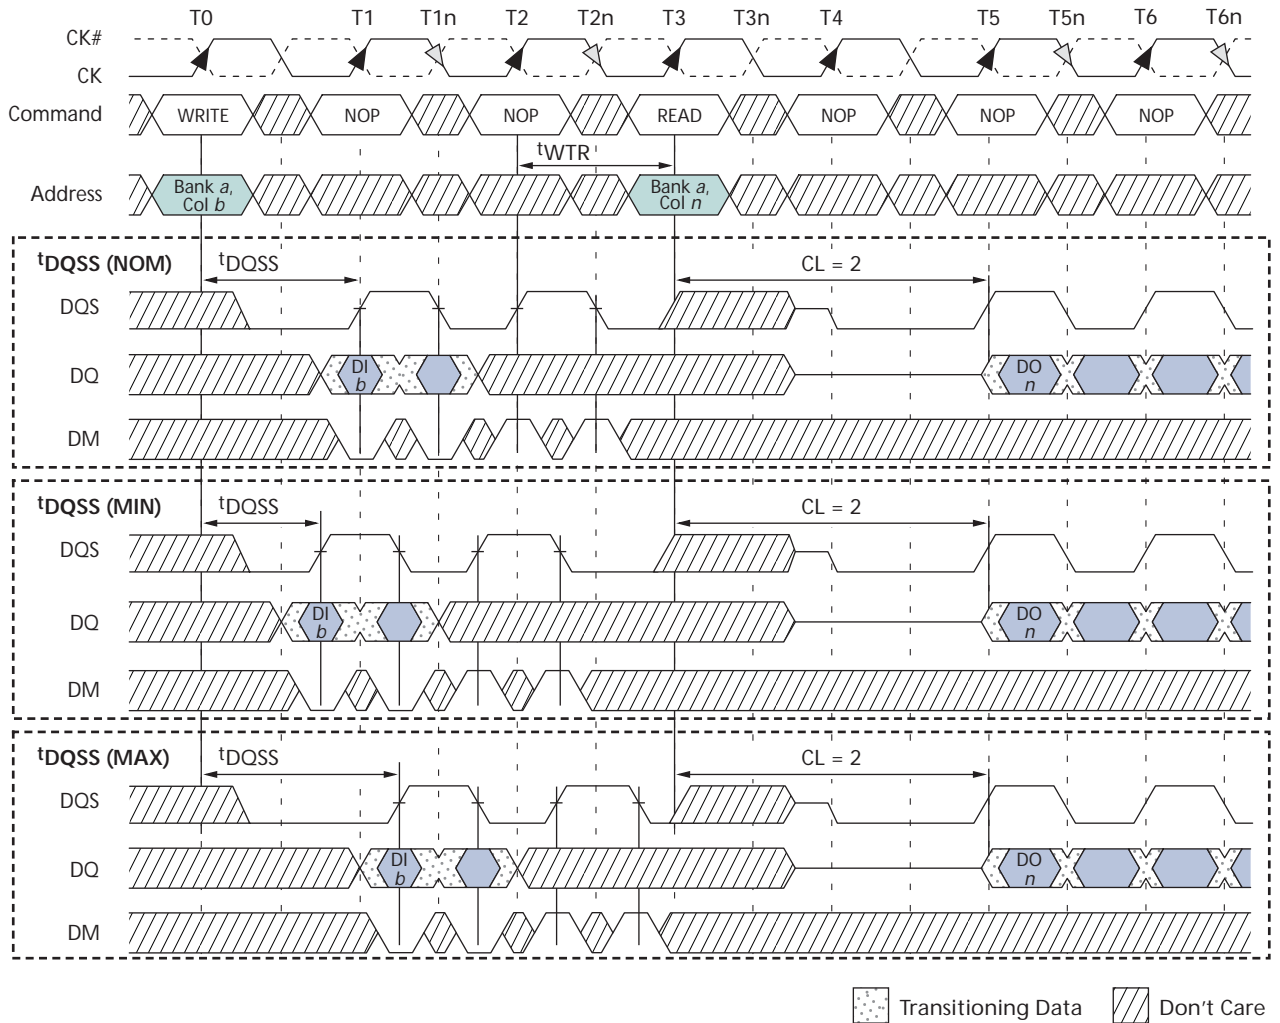 T0 T1 T1n T2 T2n T3 T3n T4 T5 T5n T6 T6n
CK#
CK
Command WRITE NOP NOP READ NOP NOP NOP
tWTR
Address Bank a, Col b Bank a, Col n
tDQSS (NOM) tDQSS CL = 2
DQS
DQ DI b DO n
DM
tDQSS (MIN) tDQSS CL = 2
DQS
DQ DI b DO n
DM
tDQSS (MAX) tDQSS CL = 2
DQS
DQ DI b DO n
DM
Transitioning Data Don't Care